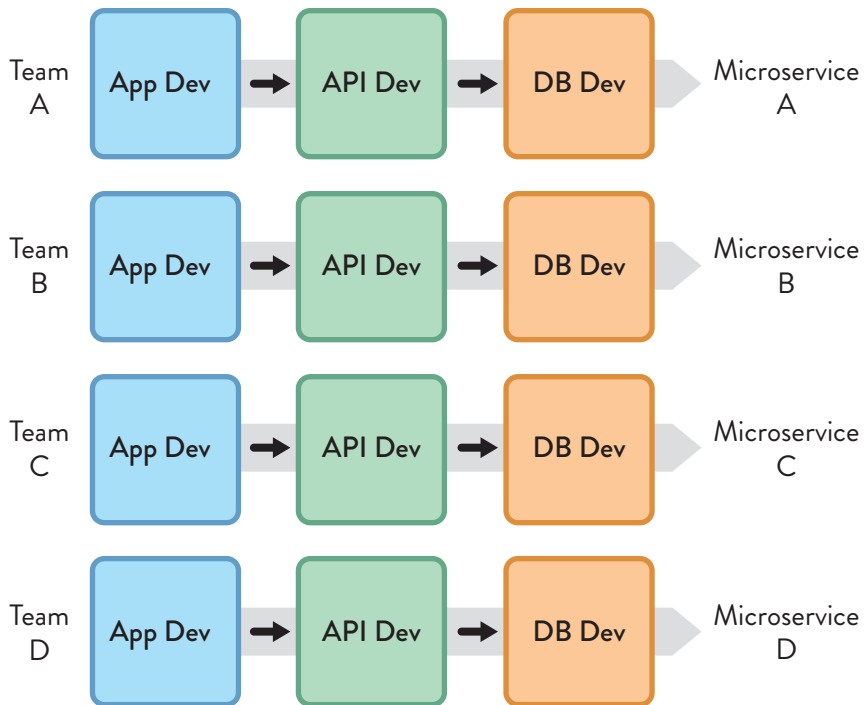 Team
A
App Dev
API Dev
DB Dev
Microservice
A
Team
B
App Dev
API Dev
DB Dev
Microservice
B
Team
C
App Dev
API Dev
DB Dev
Microservice
C
Team
D
App Dev
API Dev
DB Dev
Microservice
D